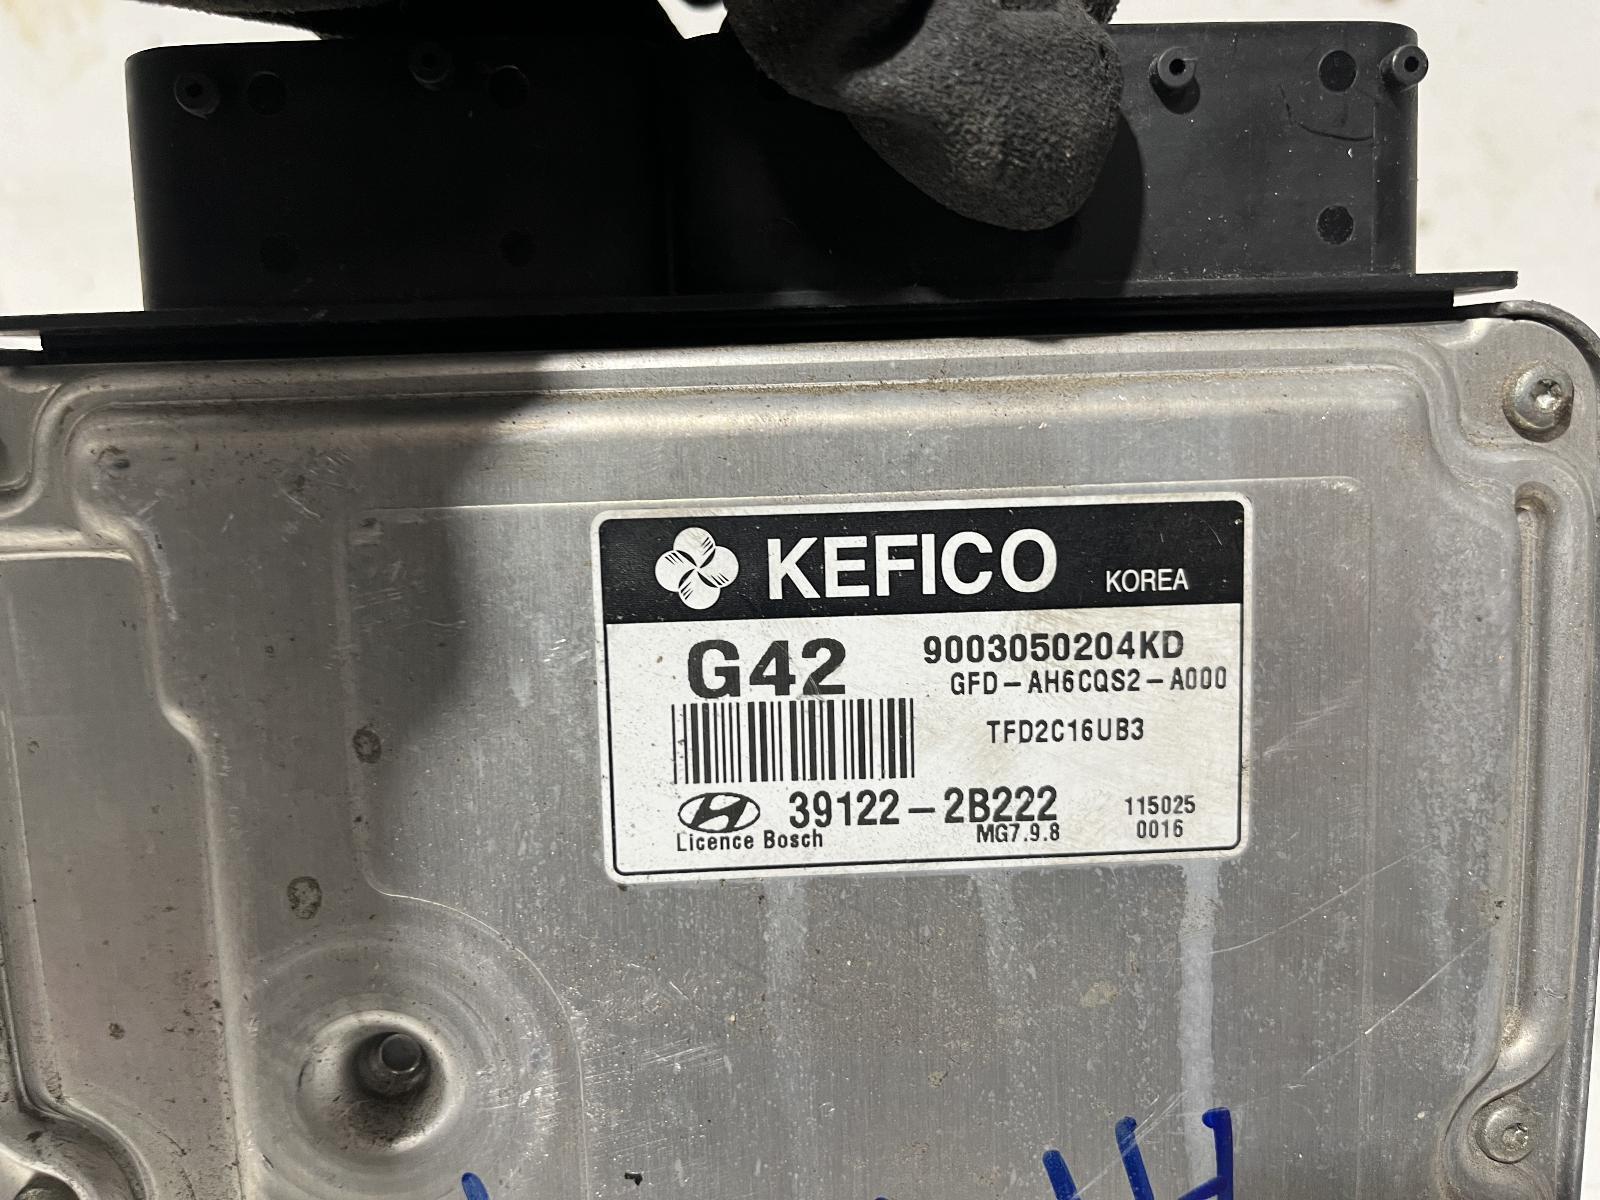 KEFICO KOREA
G42 9003050204KD
GFD-AH6CQS2-A000
TFD2C16UB3
39122-2B222 115025
Licence Bosch MG7.9.8 0016